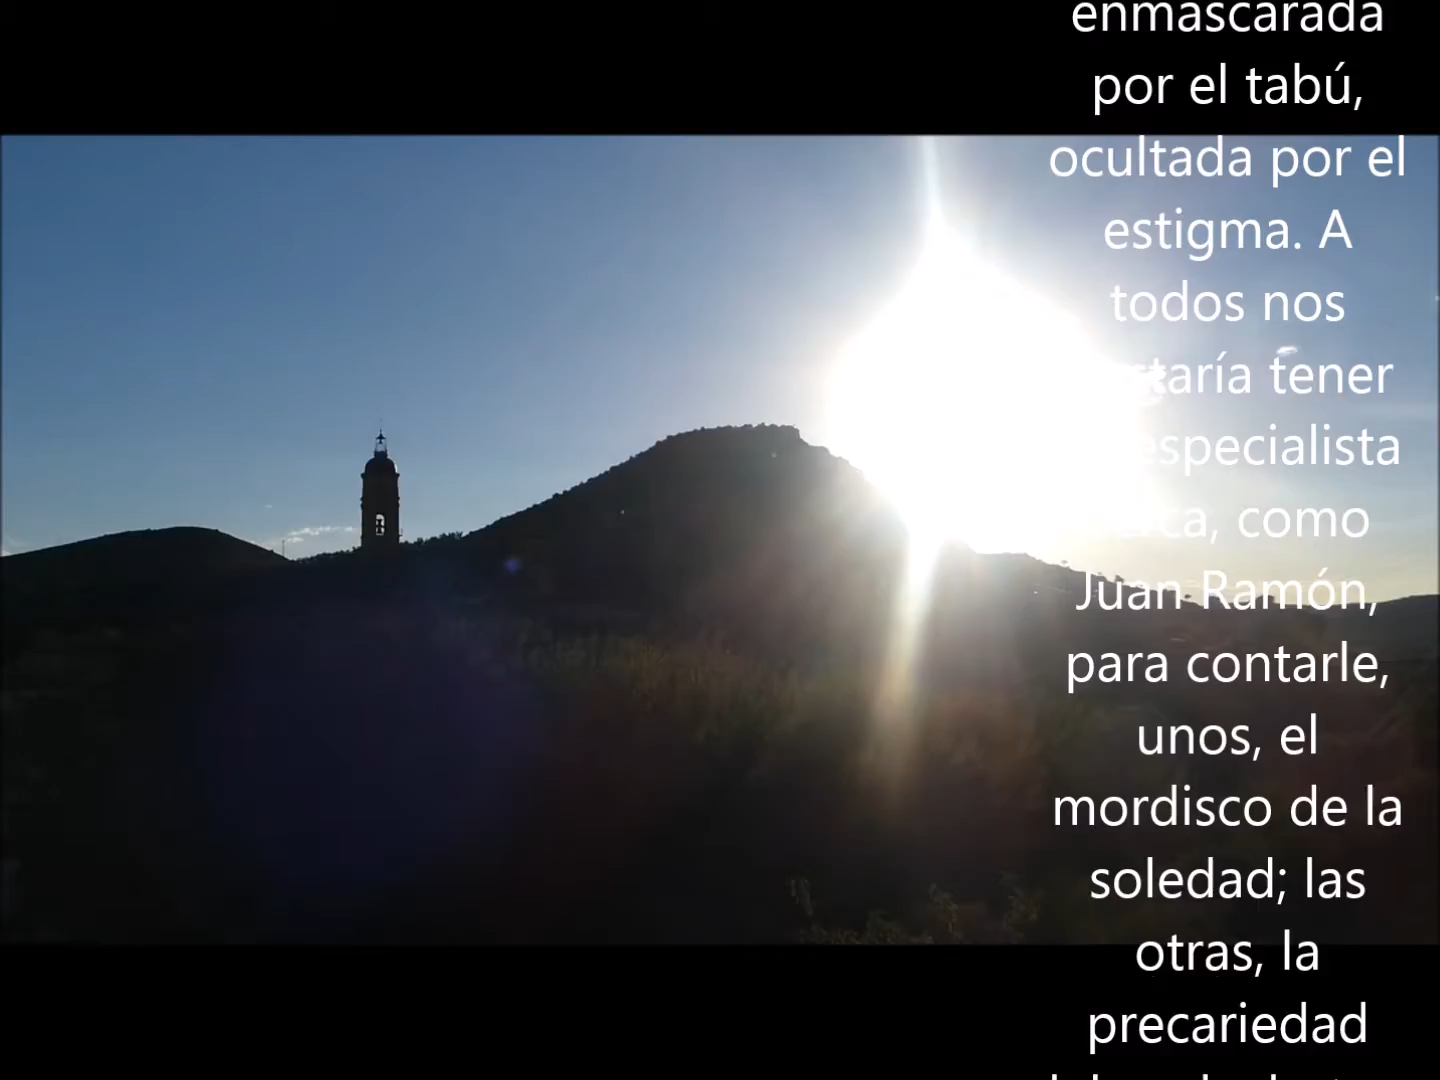 enmascarada
por el tabú,
ocultada por el
estigma. A
todos nos
tener
especialista
como
Juan Ramón,
para contarle,
unos, el
mordisco de la
soledad; las
otras, la
precariedad